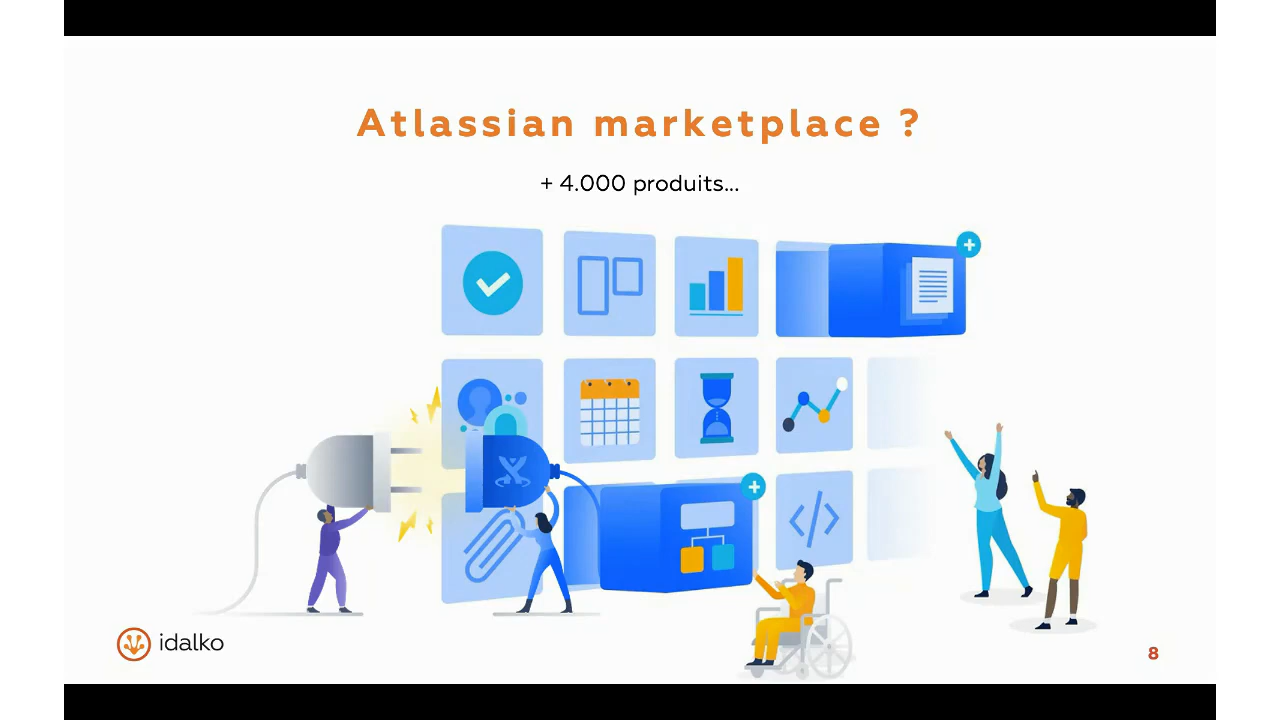 Atlassian marketplace ?
+ 4.000 produits...
idalko
8